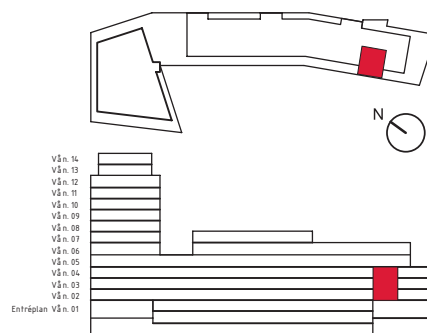 N
Vån. 14
Vån. 13
Vån. 12
Vån. 11
Vån. 10
Vån. 09
Vån. 08
Vån. 07
Vån. 06
Vån. 05
Vån. 04
Vån. 03
Vån. 02
Entréplan Vån. 01